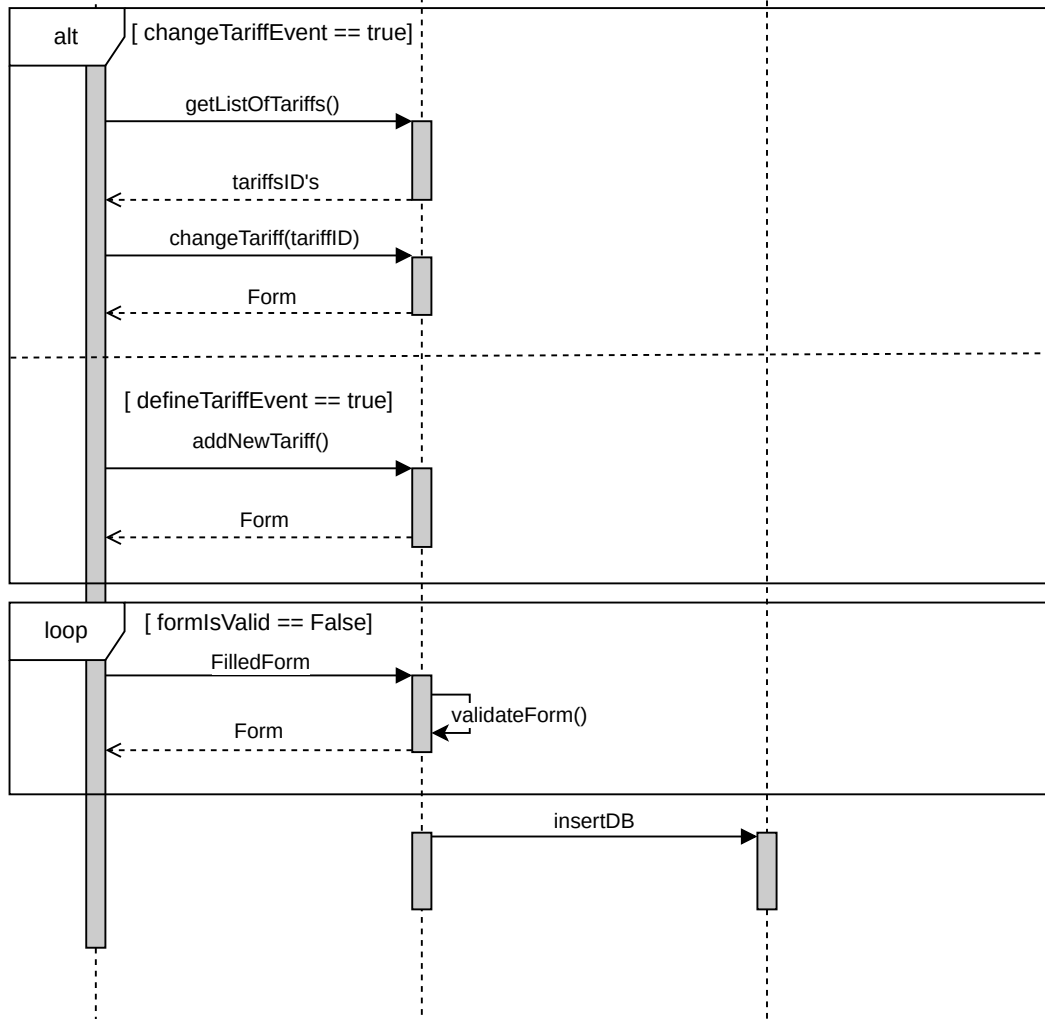 alt
[ changeTariffEvent == true]
getListOfTariffs()
tariffsID's
changeTariff(tariffID)
Form
[ defineTariffEvent == true]
addNewTariff()
Form
loop
[ formIsValid == False]
FilledForm
validateForm()
Form
insertDB